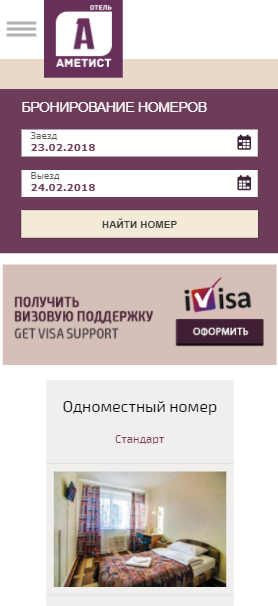 ОТЕЛЬ
А
АМЕТИСТ
БРОНИРОВАНИЕ НОМЕРОВ
Заезд
23.02.2018
Выезд
24.02.2018
НАЙТИ НОМЕР
iVisa
ПОЛУЧИТЬ
ВИЗОВУЮ ПОДДЕРЖКУ
GET VISA SUPPORT
ОФОРМИТЬ
Одноместный номер
Стандарт